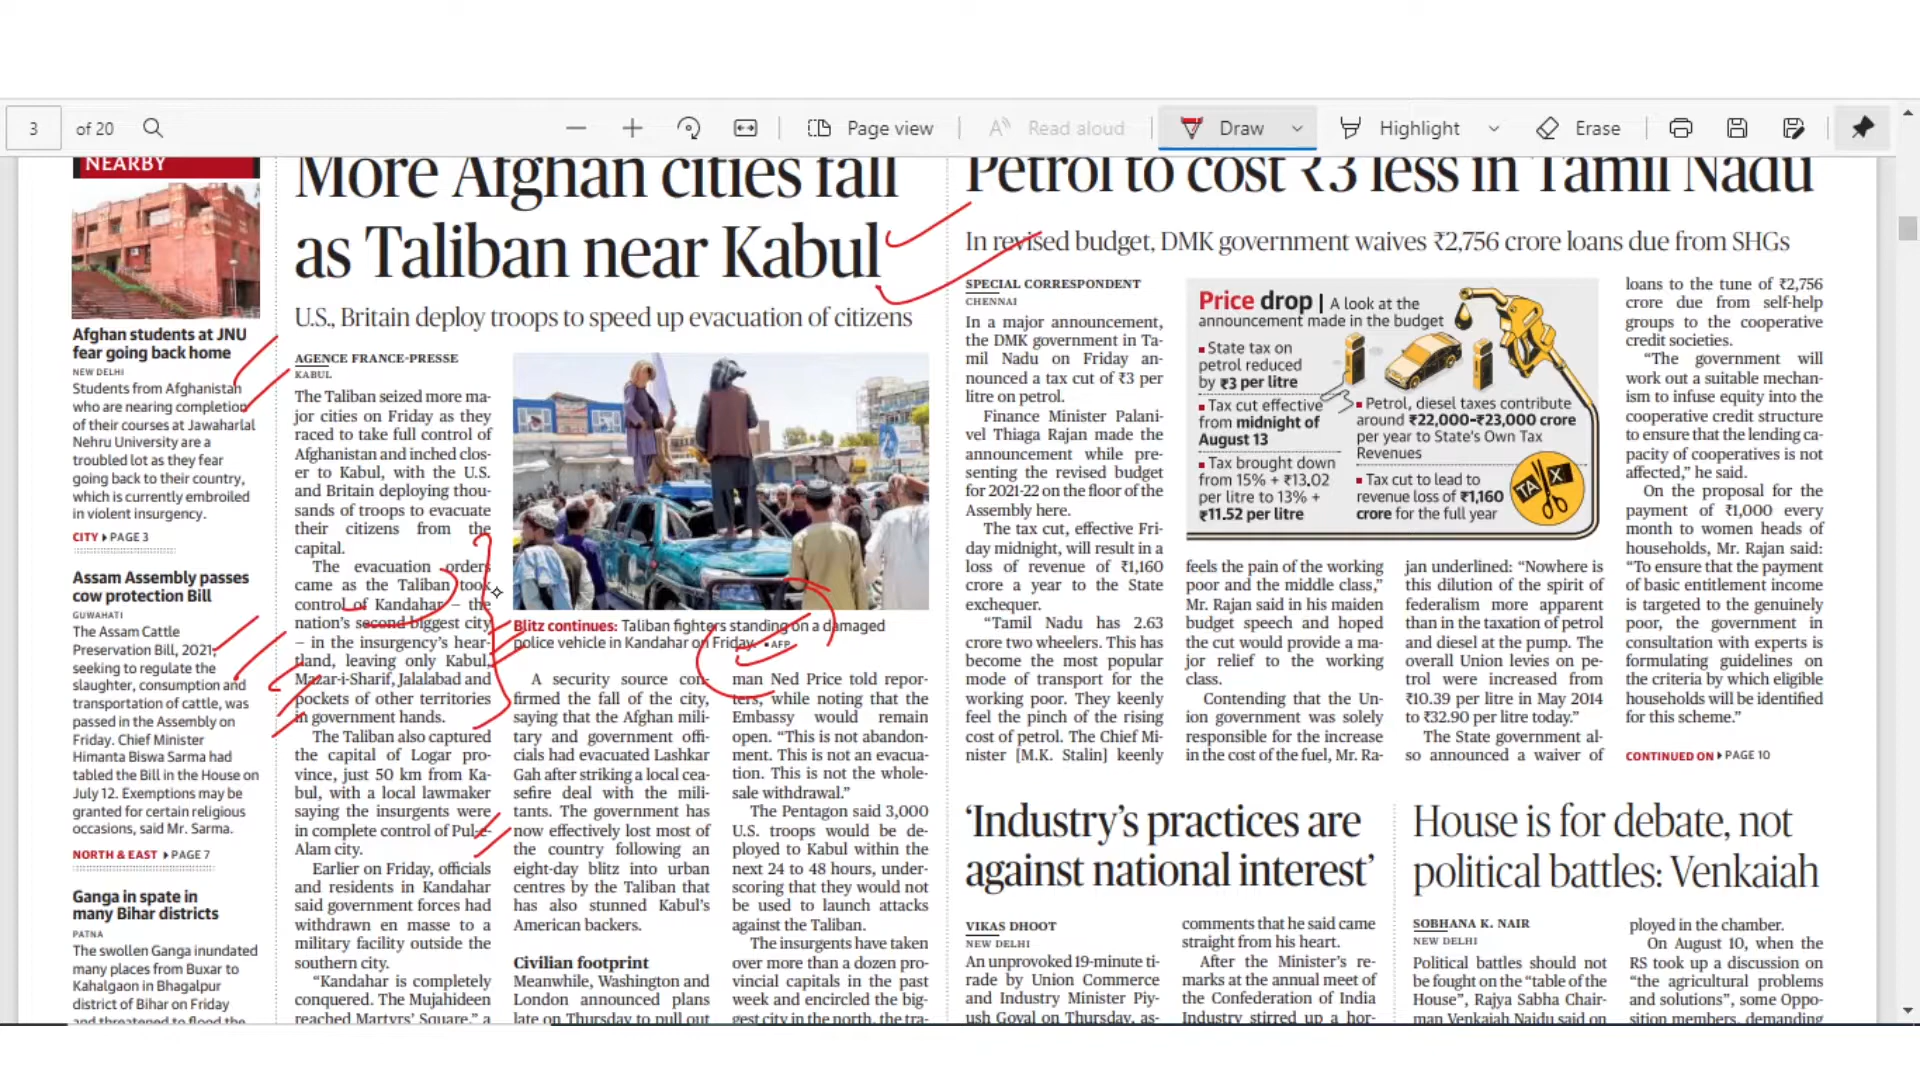 3 of 20 Page view Read aloud Draw Highlight Erase
NEARBY
Afghan students at JNU
fear going back home
NEW DELHI
Students from Afghanistan
who are nearing completion
of their courses at Jawaharlal
Nehru University are a
troubled lot as they fear
going back to their country,
which is currently embroiled
in violent insurgency.
CITY PAGE 3
Assam Assembly passes
cow protection Bill
GUWAHATI
The Assam Cattle
Preservation Bill, 2021,
seeking to regulate the
slaughter, consumption and
transportation of cattle, was
passed in the Assembly on
Friday. Chief Minister
Himanta Biswa Sarma had
tabled the Bill in the House on
July 12. Exemptions may be
granted for certain religious
occasions, said Mr. Sarma.
NORTH & EAST PAGE 7
Ganga in spate in
many Bihar districts
PATNA
The swollen Ganga inundated
many places from Buxar to
Kahalgaon in Bhagalpur
district of Bihar on Friday
and threatened to flood the
More Afghan cities fall
as Taliban near Kabul
U.S., Britain deploy troops to speed up evacuation of citizens
AGENCE FRANCE-PRESSE
KABUL
The Taliban seized more ma-
jor cities on Friday as they
raced to take full control of
Afghanistan and inched clos-
er to Kabul, with the U.S.
and Britain deploying thou-
sands of troops to evacuate
their citizens from the
capital.
The evacuation orders
came as the Taliban took
control of Kandahar – the
nation's second biggest city
– in the insurgency's hear-
tland, leaving only Kabul,
Mazar-i-Sharif, Jalalabad and
pockets of other territories
in government hands.
The Taliban also captured
the capital of Logar pro-
vince, just 50 km from Ka-
bul, with a local lawmaker
saying the insurgents were
in complete control of Pul-e-
Alam city.
Earlier on Friday, officials
and residents in Kandahar
said government forces had
withdrawn en masse to a
military facility outside the
southern city.
"Kandahar is completely
conquered. The Mujahideen
reached Martyrs' Square," a
Blitz continues: Taliban fighters standing on a damaged
police vehicle in Kandahar on Friday. • AFP
A security source con-
firmed the fall of the city,
saying that the Afghan mili-
tary and government offi-
cials had evacuated Lashkar
Gah after striking a local cea-
sefire deal with the mili-
tants. The government has
now effectively lost most of
the country following an
eight-day blitz into urban
centres by the Taliban that
has also stunned Kabul's
American backers.
Civilian footprint
Meanwhile, Washington and
London announced plans
late on Thursday to pull out
man Ned Price told repor-
ters, while noting that the
Embassy would remain
open. "This is not abandon-
ment. This is not an evacua-
tion. This is not the whole-
sale withdrawal."
The Pentagon said 3,000
U.S. troops would be de-
ployed to Kabul within the
next 24 to 48 hours, under-
scoring that they would not
be used to launch attacks
against the Taliban.
The insurgents have taken
over more than a dozen pro-
vincial capitals in the past
week and encircled the big-
gest city in the north, the tra-
Petrol to cost ₹3 less in Tamil Nadu
In revised budget, DMK government waives ₹2,756 crore loans due from SHGs
SPECIAL CORRESPONDENT
CHENNAI
In a major announcement,
the DMK government in Ta-
mil Nadu on Friday an-
nounced a tax cut of ₹3 per
litre on petrol.
Finance Minister Palani-
vel Thiaga Rajan made the
announcement while pre-
senting the revised budget
for 2021-22 on the floor of the
Assembly here.
The tax cut, effective Fri-
day midnight, will result in a
loss of revenue of ₹1,160
crore a year to the State
exchequer.
"Tamil Nadu has 2.63
crore two wheelers. This has
become the most popular
mode of transport for the
working poor. They keenly
feel the pinch of the rising
cost of petrol. The Chief Mi-
nister [M.K. Stalin] keenly
Price drop | A look at the
announcement made in the budget
State tax on
petrol reduced
by ₹3 per litre
Tax cut effective
from midnight of
August 13
Tax brought down
from 15% + ₹13.02
per litre to 13% +
₹11.52 per litre
Petrol, diesel taxes contribute
around ₹22,000-₹23,000 crore
per year to State's Own Tax
Revenues
Tax cut to lead to
revenue loss of ₹1,160
crore for the full year
TAX
feels the pain of the working
poor and the middle class,"
Mr. Rajan said in his maiden
budget speech and hoped
the cut would provide a ma-
jor relief to the working
class.
Contending that the Un-
ion government was solely
responsible for the increase
in the cost of the fuel, Mr. Ra-
jan underlined: "Nowhere is
this dilution of the spirit of
federalism more apparent
than in the taxation of petrol
and diesel at the pump. The
overall Union levies on pe-
trol were increased from
₹10.39 per litre in May 2014
to ₹32.90 per litre today."
The State government al-
so announced a waiver of
loans to the tune of ₹2,756
crore due from self-help
groups to the cooperative
credit societies.
"The government will
work out a suitable mechan-
ism to infuse equity into the
cooperative credit structure
to ensure that the lending ca-
pacity of cooperatives is not
affected," he said.
On the proposal for the
payment of ₹1,000 every
month to women heads of
households, Mr. Rajan said:
"To ensure that the payment
of basic entitlement income
is targeted to the genuinely
poor, the government in
consultation with experts is
formulating guidelines on
the criteria by which eligible
households will be identified
for this scheme."
CONTINUED ON PAGE 10
'Industry's practices are
against national interest'
VIKAS DHOOT
NEW DELHI
An unprovoked 19-minute ti-
rade by Union Commerce
and Industry Minister Piy-
ush Goyal on Thursday, as-
comments that he said came
straight from his heart.
After the Minister's re-
marks at the annual meet of
the Confederation of India
Industry stirred up a hor-
House is for debate, not
political battles: Venkaiah
SOBHANA K. NAIR
NEW DELHI
Political battles should not
be fought on the "table of the
House", Rajya Sabha Chair-
man Venkaiah Naidu said on
ployed in the chamber.
On August 10, when the
RS took up a discussion on
"the agricultural problems
and solutions", some Oppo-
sition members, demanding